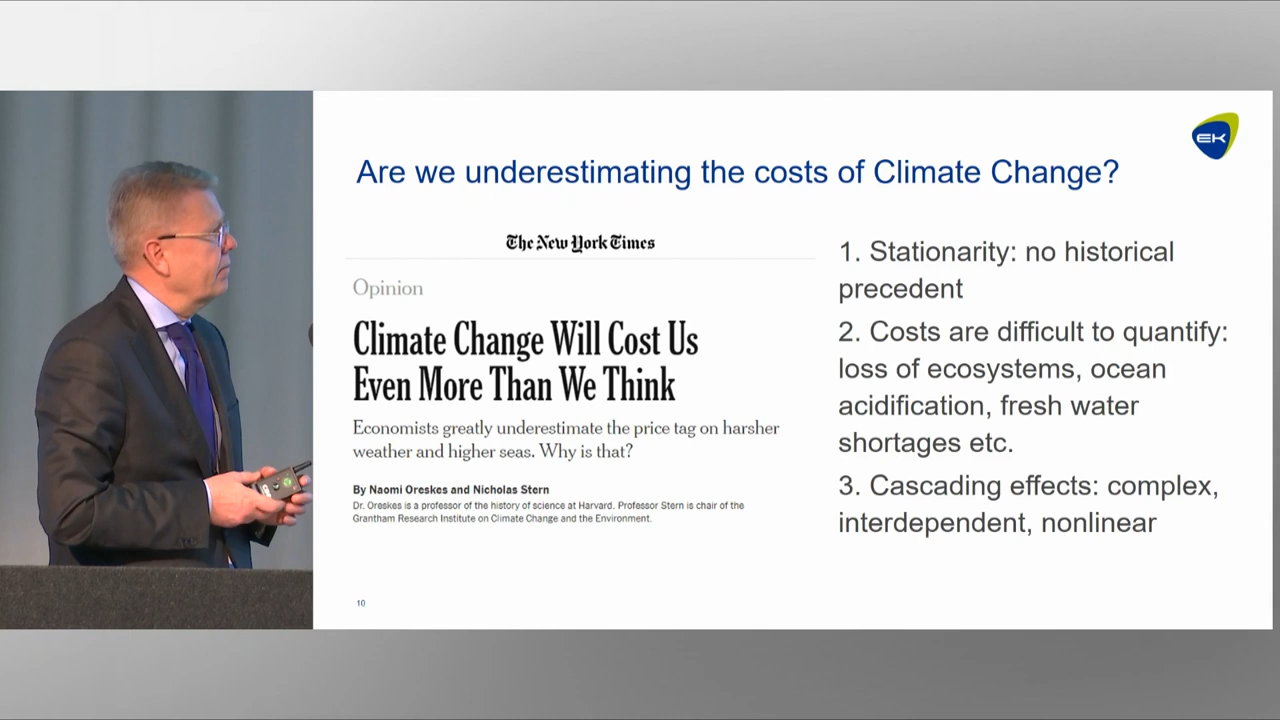 EK
Are we underestimating the costs of Climate Change?
The New York Times
Opinion
Climate Change Will Cost Us
Even More Than We Think
Economists greatly underestimate the price tag on harsher
weather and higher seas. Why is that?
By Naomi Oreskes and Nicholas Stern
Dr. Oreskes is a professor of the history of science at Harvard. Professor Stern is chair of the
Grantham Research Institute on Climate Change and the Environment.
1. Stationarity: no historical
precedent
2. Costs are difficult to quantify:
loss of ecosystems, ocean
acidification, fresh water
shortages etc.
3. Cascading effects: complex,
interdependent, nonlinear
10